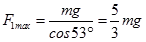 F₁max = mg/cos53° = 5/3 mg